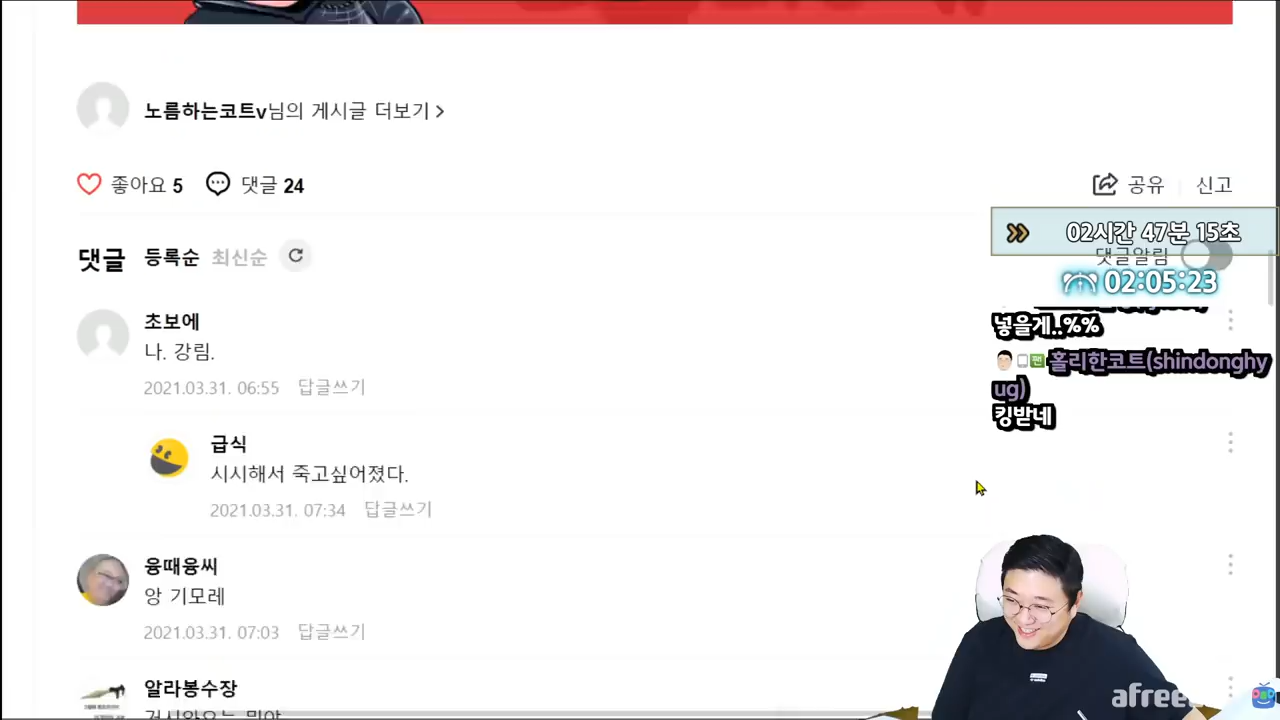 노름하는코트v님의 게시글 더보기 >
좋아요 5 댓글 24
공유 신고
02시간 47분 15초
댓글 등록순 최신순
댓글알림
02:05:23
초보에
나. 강림.
2021.03.31. 06:55 답글쓰기
넣을게..%%
홀리한코트(shindonghy
ug)
킹받네
급식
시시해서 죽고싶어졌다.
2021.03.31. 07:34 답글쓰기
융때융씨
앙 기모레
2021.03.31. 07:03 답글쓰기
알라봉수장
afree